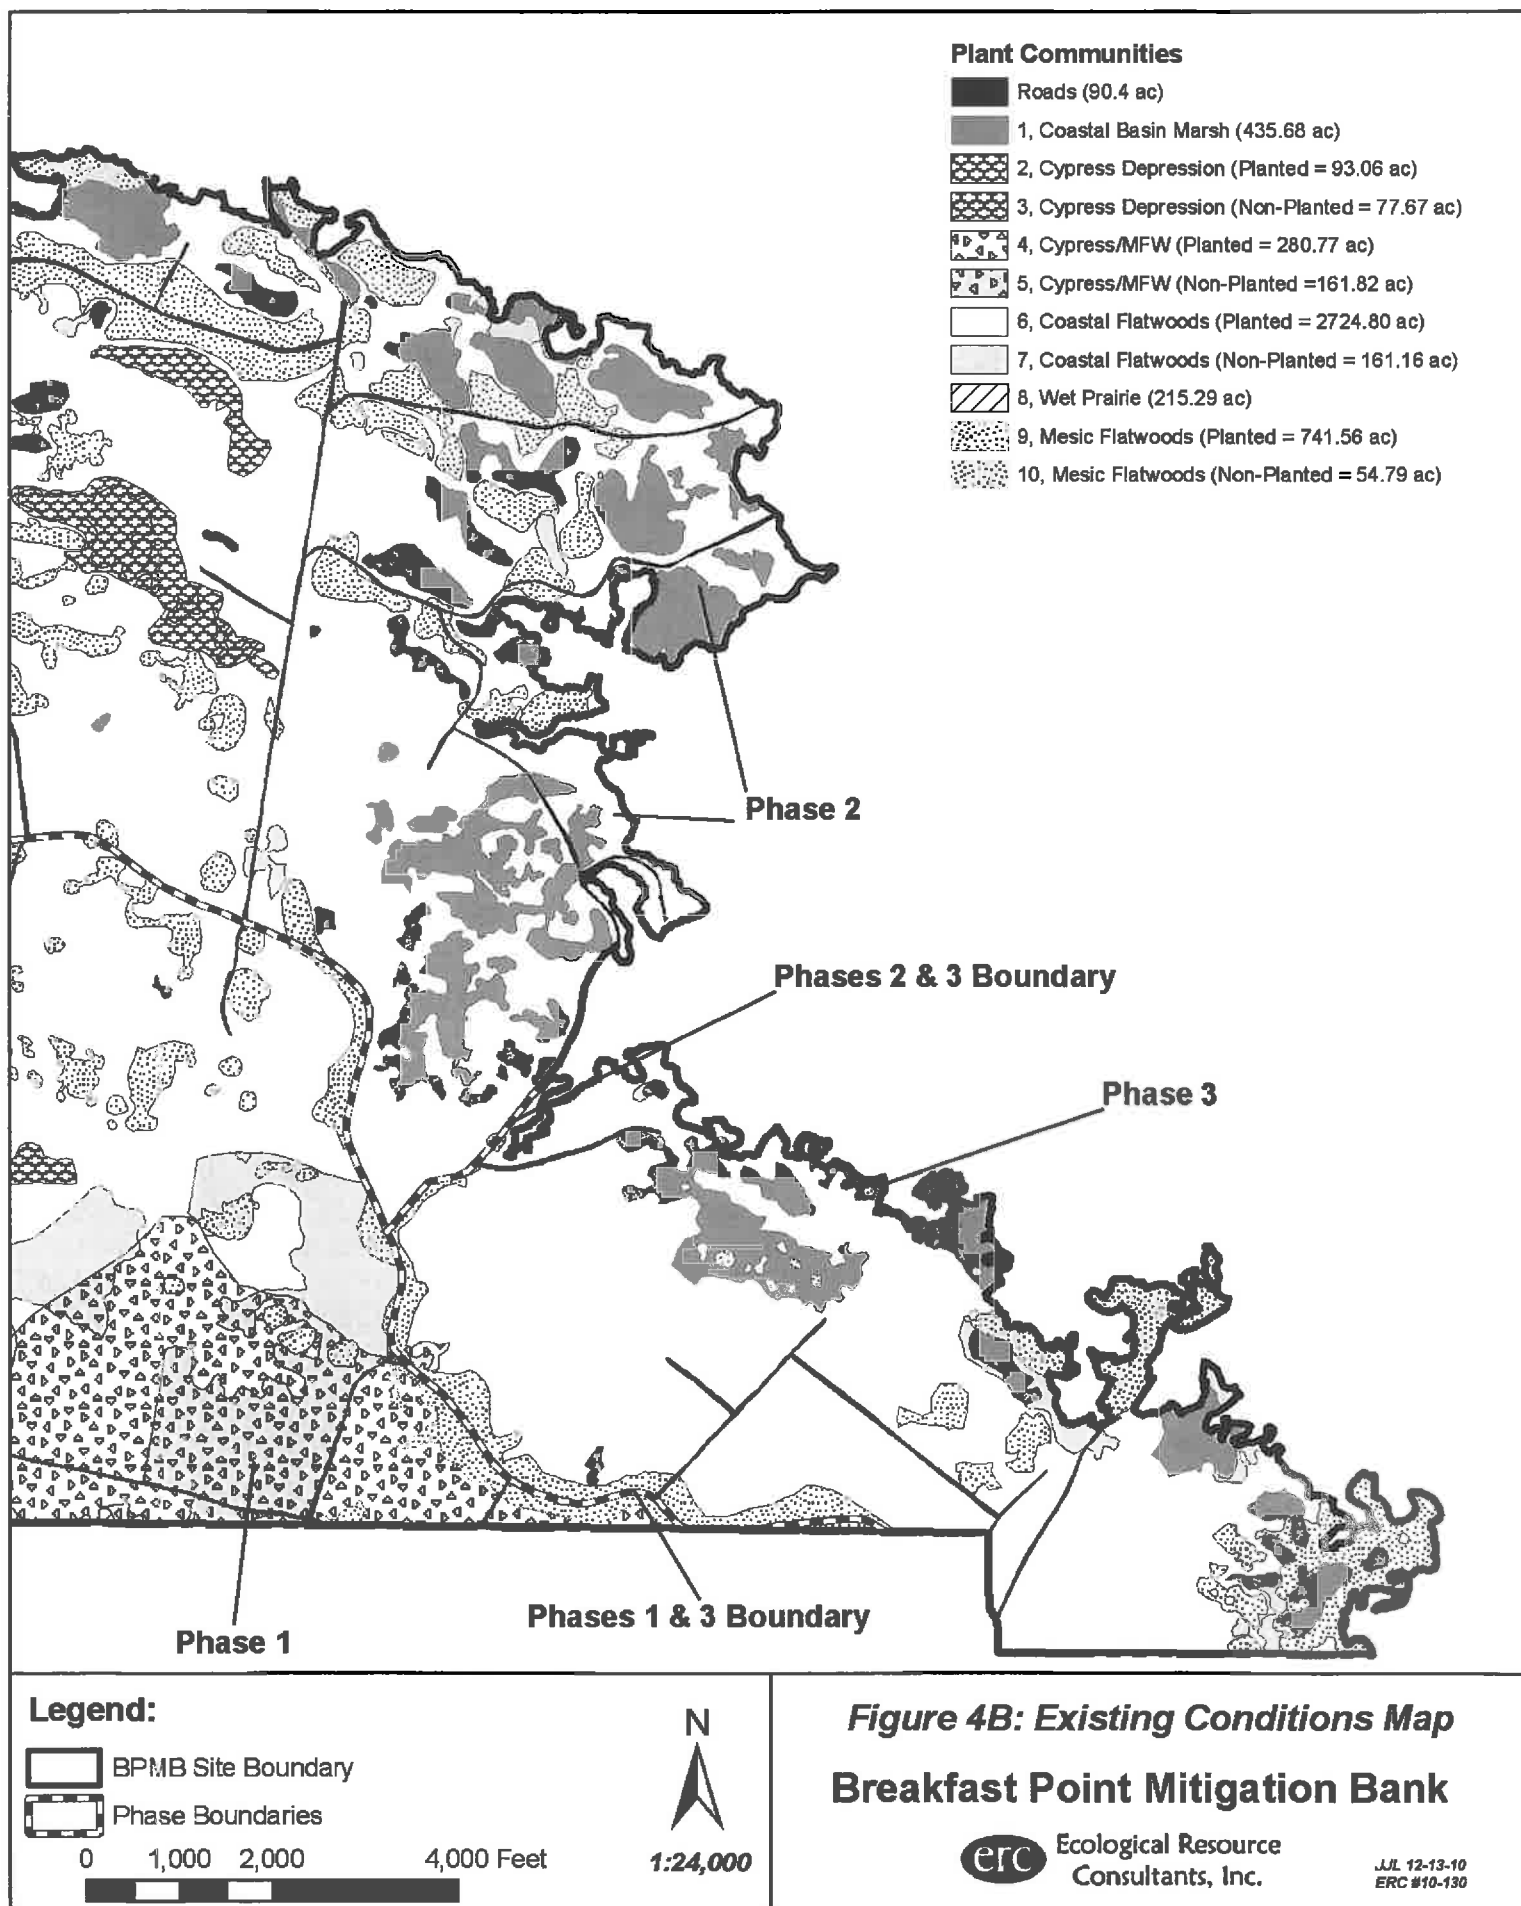 Plant Communities
Roads (90.4 ac)
1, Coastal Basin Marsh (435.68 ac)
2, Cypress Depression (Planted = 93.06 ac)
3, Cypress Depression (Non-Planted = 77.67 ac)
4, Cypress/MFW (Planted = 280.77 ac)
5, Cypress/MFW (Non-Planted =161.82 ac)
6, Coastal Flatwoods (Planted = 2724.80 ac)
7, Coastal Flatwoods (Non-Planted = 161.16 ac)
8, Wet Prairie (215.29 ac)
9, Mesic Flatwoods (Planted = 741.56 ac)
10, Mesic Flatwoods (Non-Planted = 54.79 ac)
Phase 2
Phases 2 & 3 Boundary
Phase 3
Phases 1 & 3 Boundary
Phase 1
Legend:
BPMB Site Boundary
Phase Boundaries
0 1,000 2,000 4,000 Feet
N
1:24,000
Figure 4B: Existing Conditions Map
Breakfast Point Mitigation Bank
erc
Ecological Resource
Consultants, Inc.
JJL 12-13-10
ERC #10-130